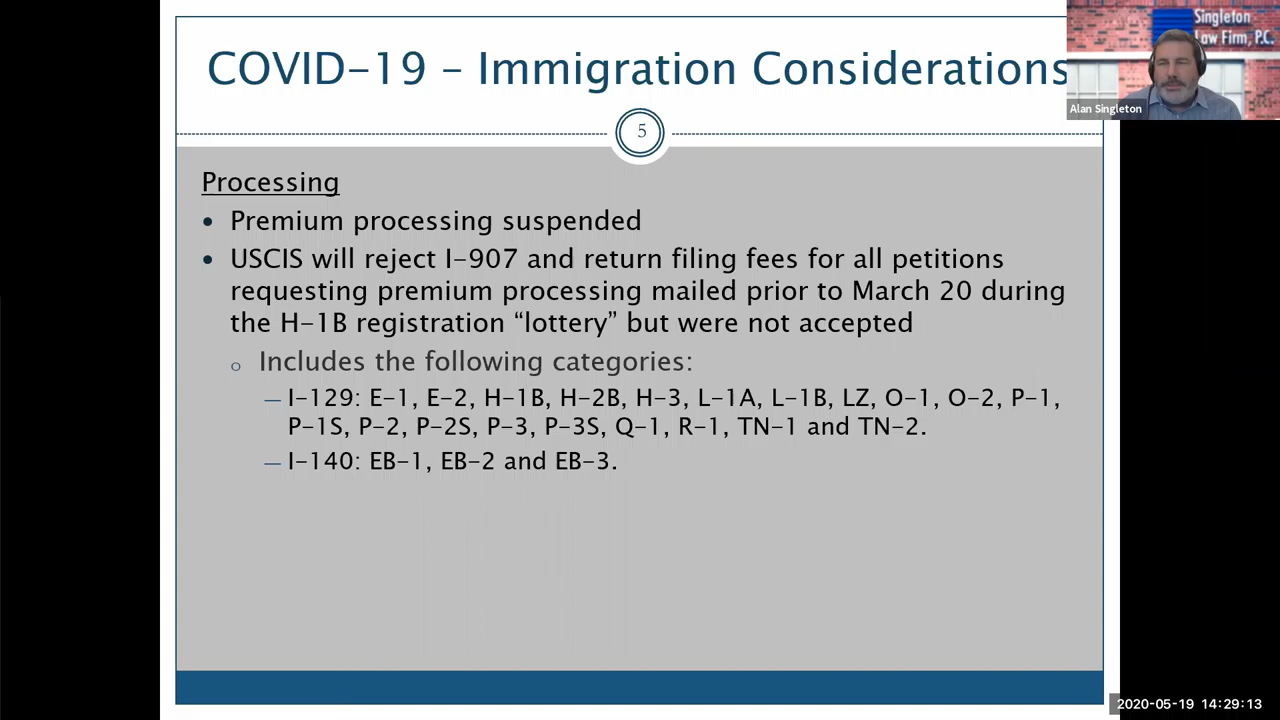 COVID-19 – Immigration Considerations
Singleton
Law Firm, P.C.
Alan Singleton
5
Processing
• Premium processing suspended
• USCIS will reject I-907 and return filing fees for all petitions
requesting premium processing mailed prior to March 20 during
the H-1B registration “lottery” but were not accepted
o Includes the following categories:
— I-129: E-1, E-2, H-1B, H-2B, H-3, L-1A, L-1B, LZ, O-1, O-2, P-1,
P-1S, P-2, P-2S, P-3, P-3S, Q-1, R-1, TN-1 and TN-2.
— I-140: EB-1, EB-2 and EB-3.
2020-05-19 14:29:13